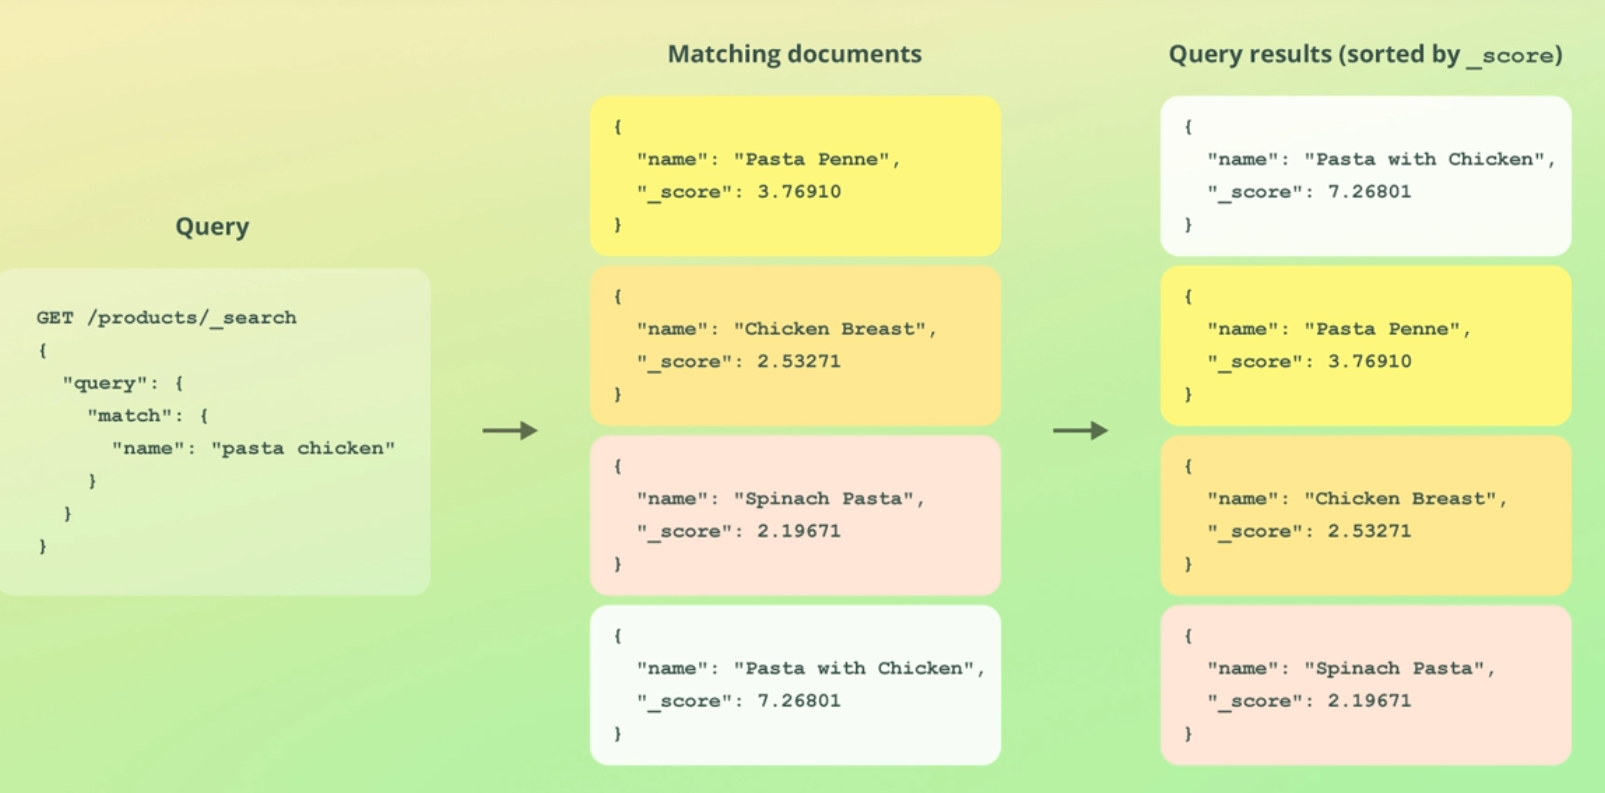 Query
GET /products/_search
{
"query": {
"match": {
"name": "pasta chicken"
}
}
}
Matching documents
{
"name": "Pasta Penne",
"_score": 3.76910
}
{
"name": "Chicken Breast",
"_score": 2.53271
}
{
"name": "Spinach Pasta",
"_score": 2.19671
}
{
"name": "Pasta with Chicken",
"_score": 7.26801
}
Query results (sorted by _score)
{
"name": "Pasta with Chicken",
"_score": 7.26801
}
{
"name": "Pasta Penne",
"_score": 3.76910
}
{
"name": "Chicken Breast",
"_score": 2.53271
}
{
"name": "Spinach Pasta",
"_score": 2.19671
}